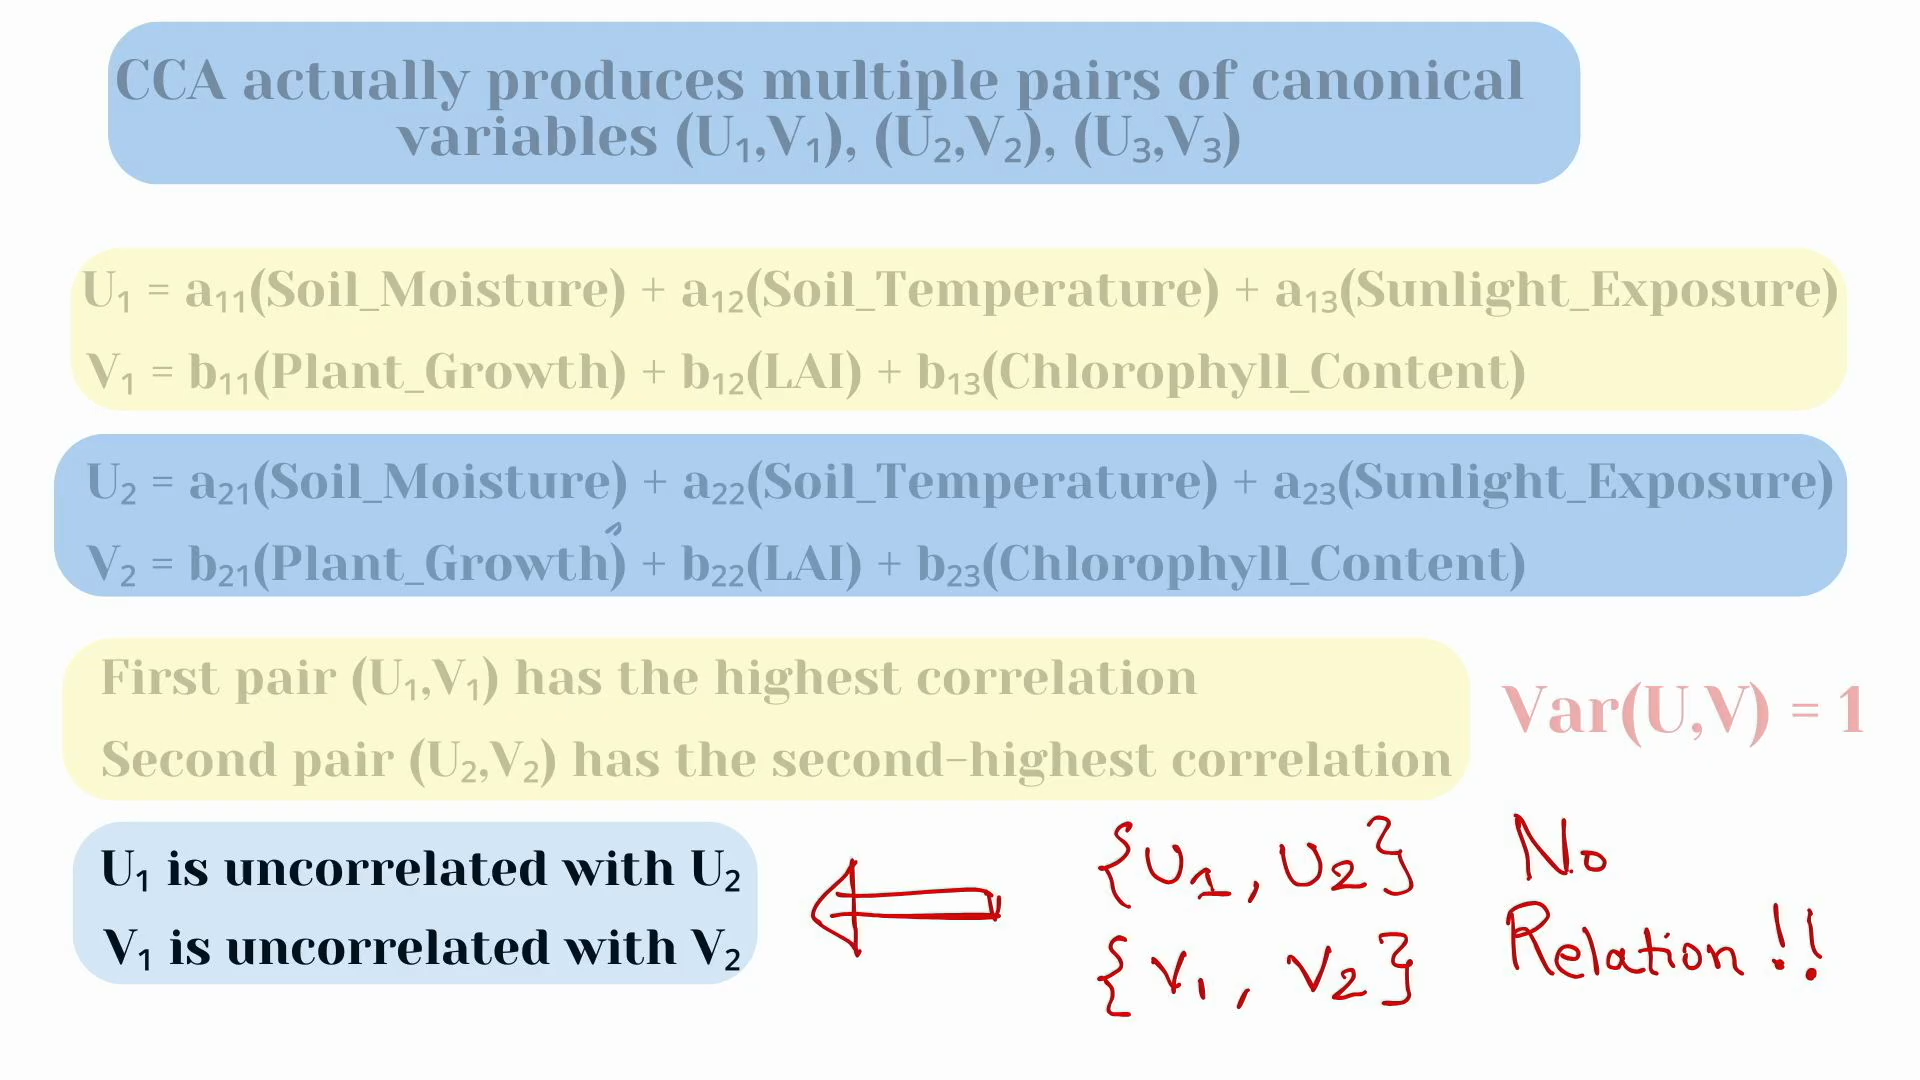 CCA actually produces multiple pairs of canonical
variables (U₁,V₁), (U₂,V₂), (U₃,V₃)
U₁ = a₁₁(Soil_Moisture) + a₁₂(Soil_Temperature) + a₁₃(Sunlight_Exposure)
V₁ = b₁₁(Plant_Growth) + b₁₂(LAI) + b₁₃(Chlorophyll_Content)
U₂ = a₂₁(Soil_Moisture) + a₂₂(Soil_Temperature) + a₂₃(Sunlight_Exposure)
V₂ = b₂₁(Plant_Growth) + b₂₂(LAI) + b₂₃(Chlorophyll_Content)
First pair (U₁,V₁) has the highest correlation
Second pair (U₂,V₂) has the second-highest correlation
Var(U,V) = 1
U₁ is uncorrelated with U₂
V₁ is uncorrelated with V₂
{U₁, U₂}
{V₁, V₂}
No
Relation!!